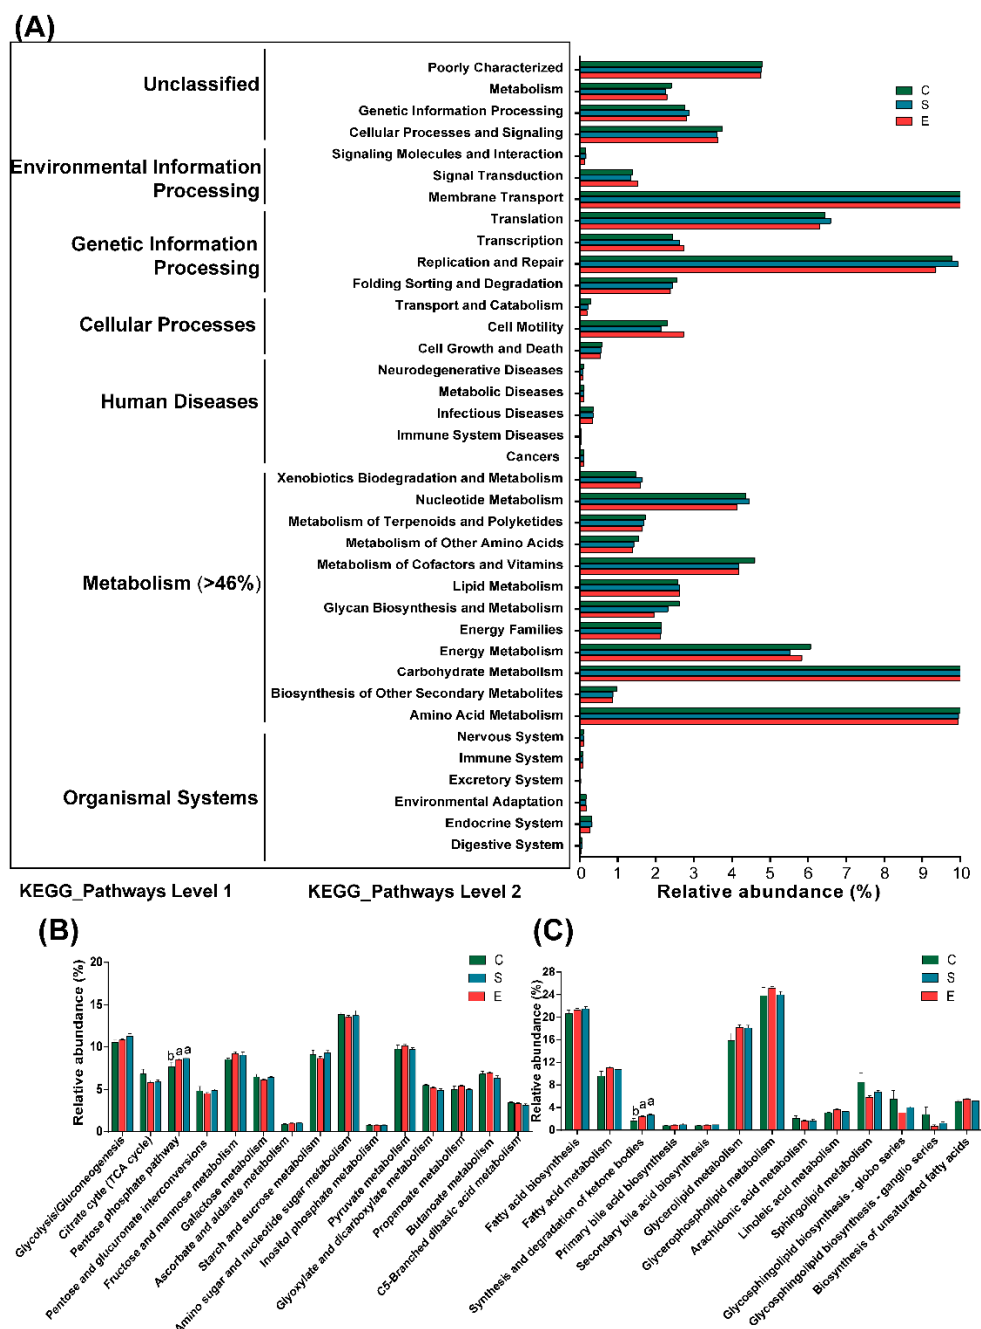 (A)
Unclassified
Poorly Characterized
Metabolism
Genetic Information Processing
Cellular Processes and Signaling
Environmental Information
Processing
Signaling Molecules and Interaction
Signal Transduction
Membrane Transport
Genetic Information
Processing
Translation
Transcription
Replication and Repair
Folding Sorting and Degradation
Cellular Processes
Transport and Catabolism
Cell Motility
Cell Growth and Death
Human Diseases
Neurodegenerative Diseases
Metabolic Diseases
Infectious Diseases
Immune System Diseases
Cancers
Metabolism (>46%)
Xenobiotics Biodegradation and Metabolism
Nucleotide Metabolism
Metabolism of Terpenoids and Polyketides
Metabolism of Other Amino Acids
Metabolism of Cofactors and Vitamins
Lipid Metabolism
Glycan Biosynthesis and Metabolism
Energy Families
Energy Metabolism
Carbohydrate Metabolism
Biosynthesis of Other Secondary Metabolites
Amino Acid Metabolism
Organismal Systems
Nervous System
Immune System
Excretory System
Environmental Adaptation
Endocrine System
Digestive System
C
S
E
0 1 2 3 4 5 6 7 8 9 10
KEGG_Pathways Level 1
KEGG_Pathways Level 2
Relative abundance (%)
(B)
Relative abundance (%)
20
15
10
5
0
C
S
E
b a a
Glycolysis/Gluconeogenesis
Citrate cycle (TCA cycle)
Pentose phosphate pathway
Pentose and glucuronate interconversions
Fructose and mannose metabolism
Galactose metabolism
Ascorbate and aldarate metabolism
Starch and sucrose metabolism
Amino sugar and nucleotide sugar metabolism
Inositol phosphate metabolism
Pyruvate metabolism
Glyoxylate and dicarboxylate metabolism
Propanoate metabolism
Butanoate metabolism
C5-Branched dibasic acid metabolism
(C)
Relative abundance (%)
28
24
20
16
12
8
4
0
C
S
E
b a a
Fatty acid biosynthesis
Fatty acid metabolism
Synthesis and degradation of ketone bodies
Primary bile acid biosynthesis
Secondary bile acid biosynthesis
Glycerolipid metabolism
Glycerophospholipid metabolism
Arachidonic acid metabolism
Linoleic acid metabolism
Sphingolipid metabolism
Glycosphingolipid biosynthesis - globo series
Glycosphingolipid biosynthesis - ganglio series
Biosynthesis of unsaturated fatty acids